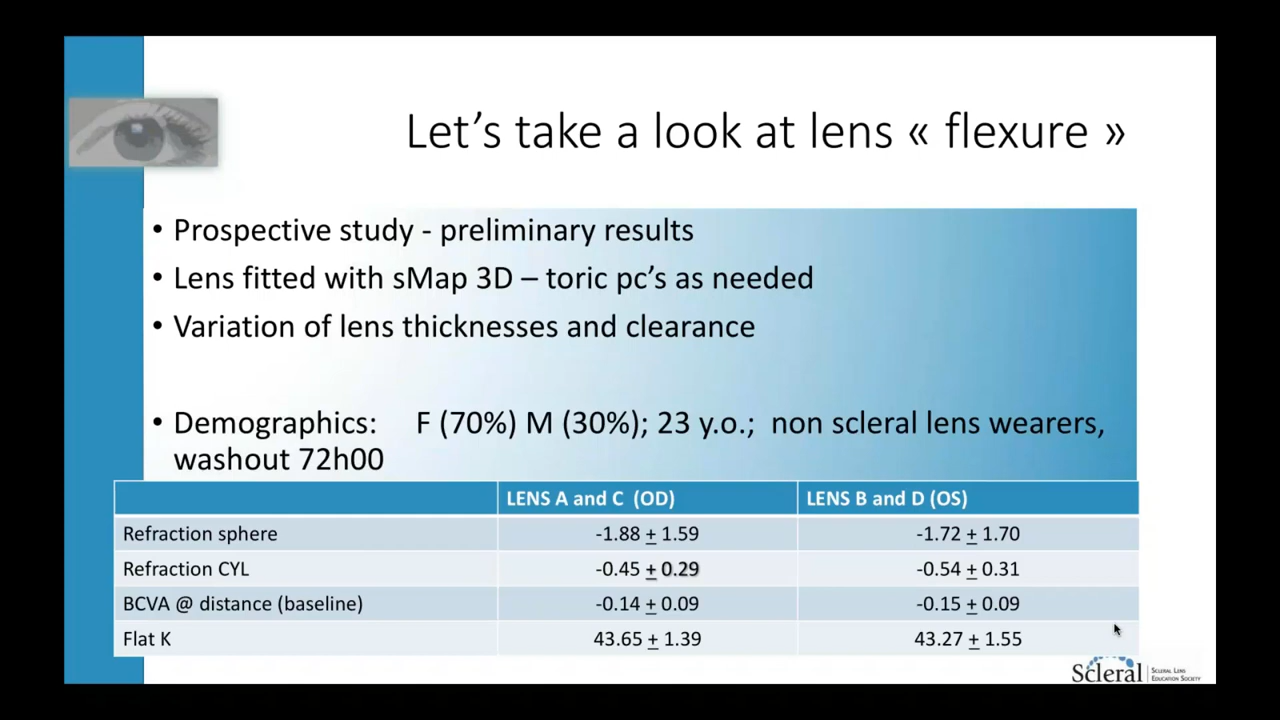 Let’s take a look at lens « flexure »
• Prospective study - preliminary results
• Lens fitted with sMap 3D – toric pc’s as needed
• Variation of lens thicknesses and clearance
• Demographics: F (70%) M (30%); 23 y.o.; non scleral lens wearers,
washout 72h00
LENS A and C (OD) LENS B and D (OS)
Refraction sphere -1.88 ± 1.59 -1.72 ± 1.70
Refraction CYL -0.45 ± 0.29 -0.54 ± 0.31
BCVA @ distance (baseline) -0.14 ± 0.09 -0.15 ± 0.09
Flat K 43.65 ± 1.39 43.27 ± 1.55
Scleral
SCLERAL LENS
EDUCATION SOCIETY